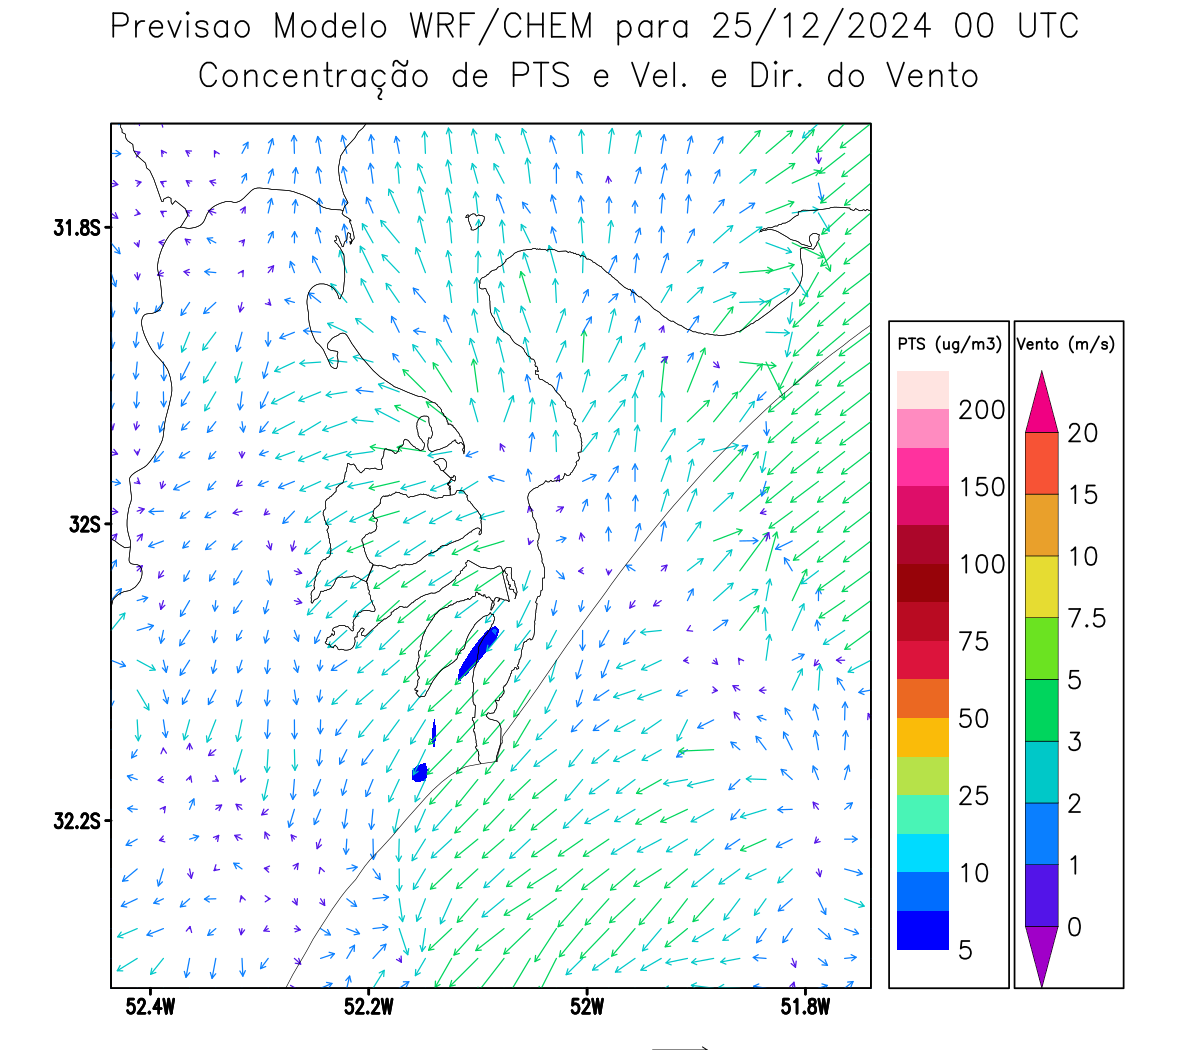 Previsao Modelo WRF/CHEM para 25/12/2024 00 UTC
Concentração de PTS e Vel. e Dir. do Vento
31.8S
32S
32.2S
52.4W 52.2W 52W 51.8W
PTS (ug/m3)
200
150
100
75
50
25
10
5
Vento (m/s)
20
15
10
7.5
5
3
2
1
0